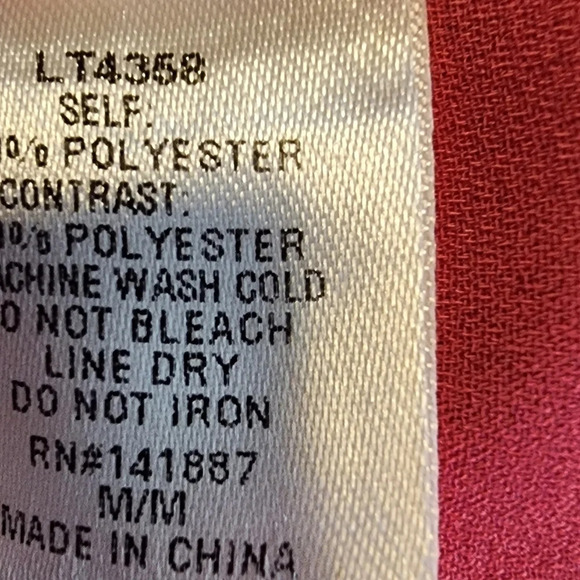 LT4358
SELF:
0% POLYESTER
CONTRAST:
0% POLYESTER
ACHINE WASH COLD
O NOT BLEACH
LINE DRY
DO NOT IRON
RN#141887
M/M
MADE IN CHINA